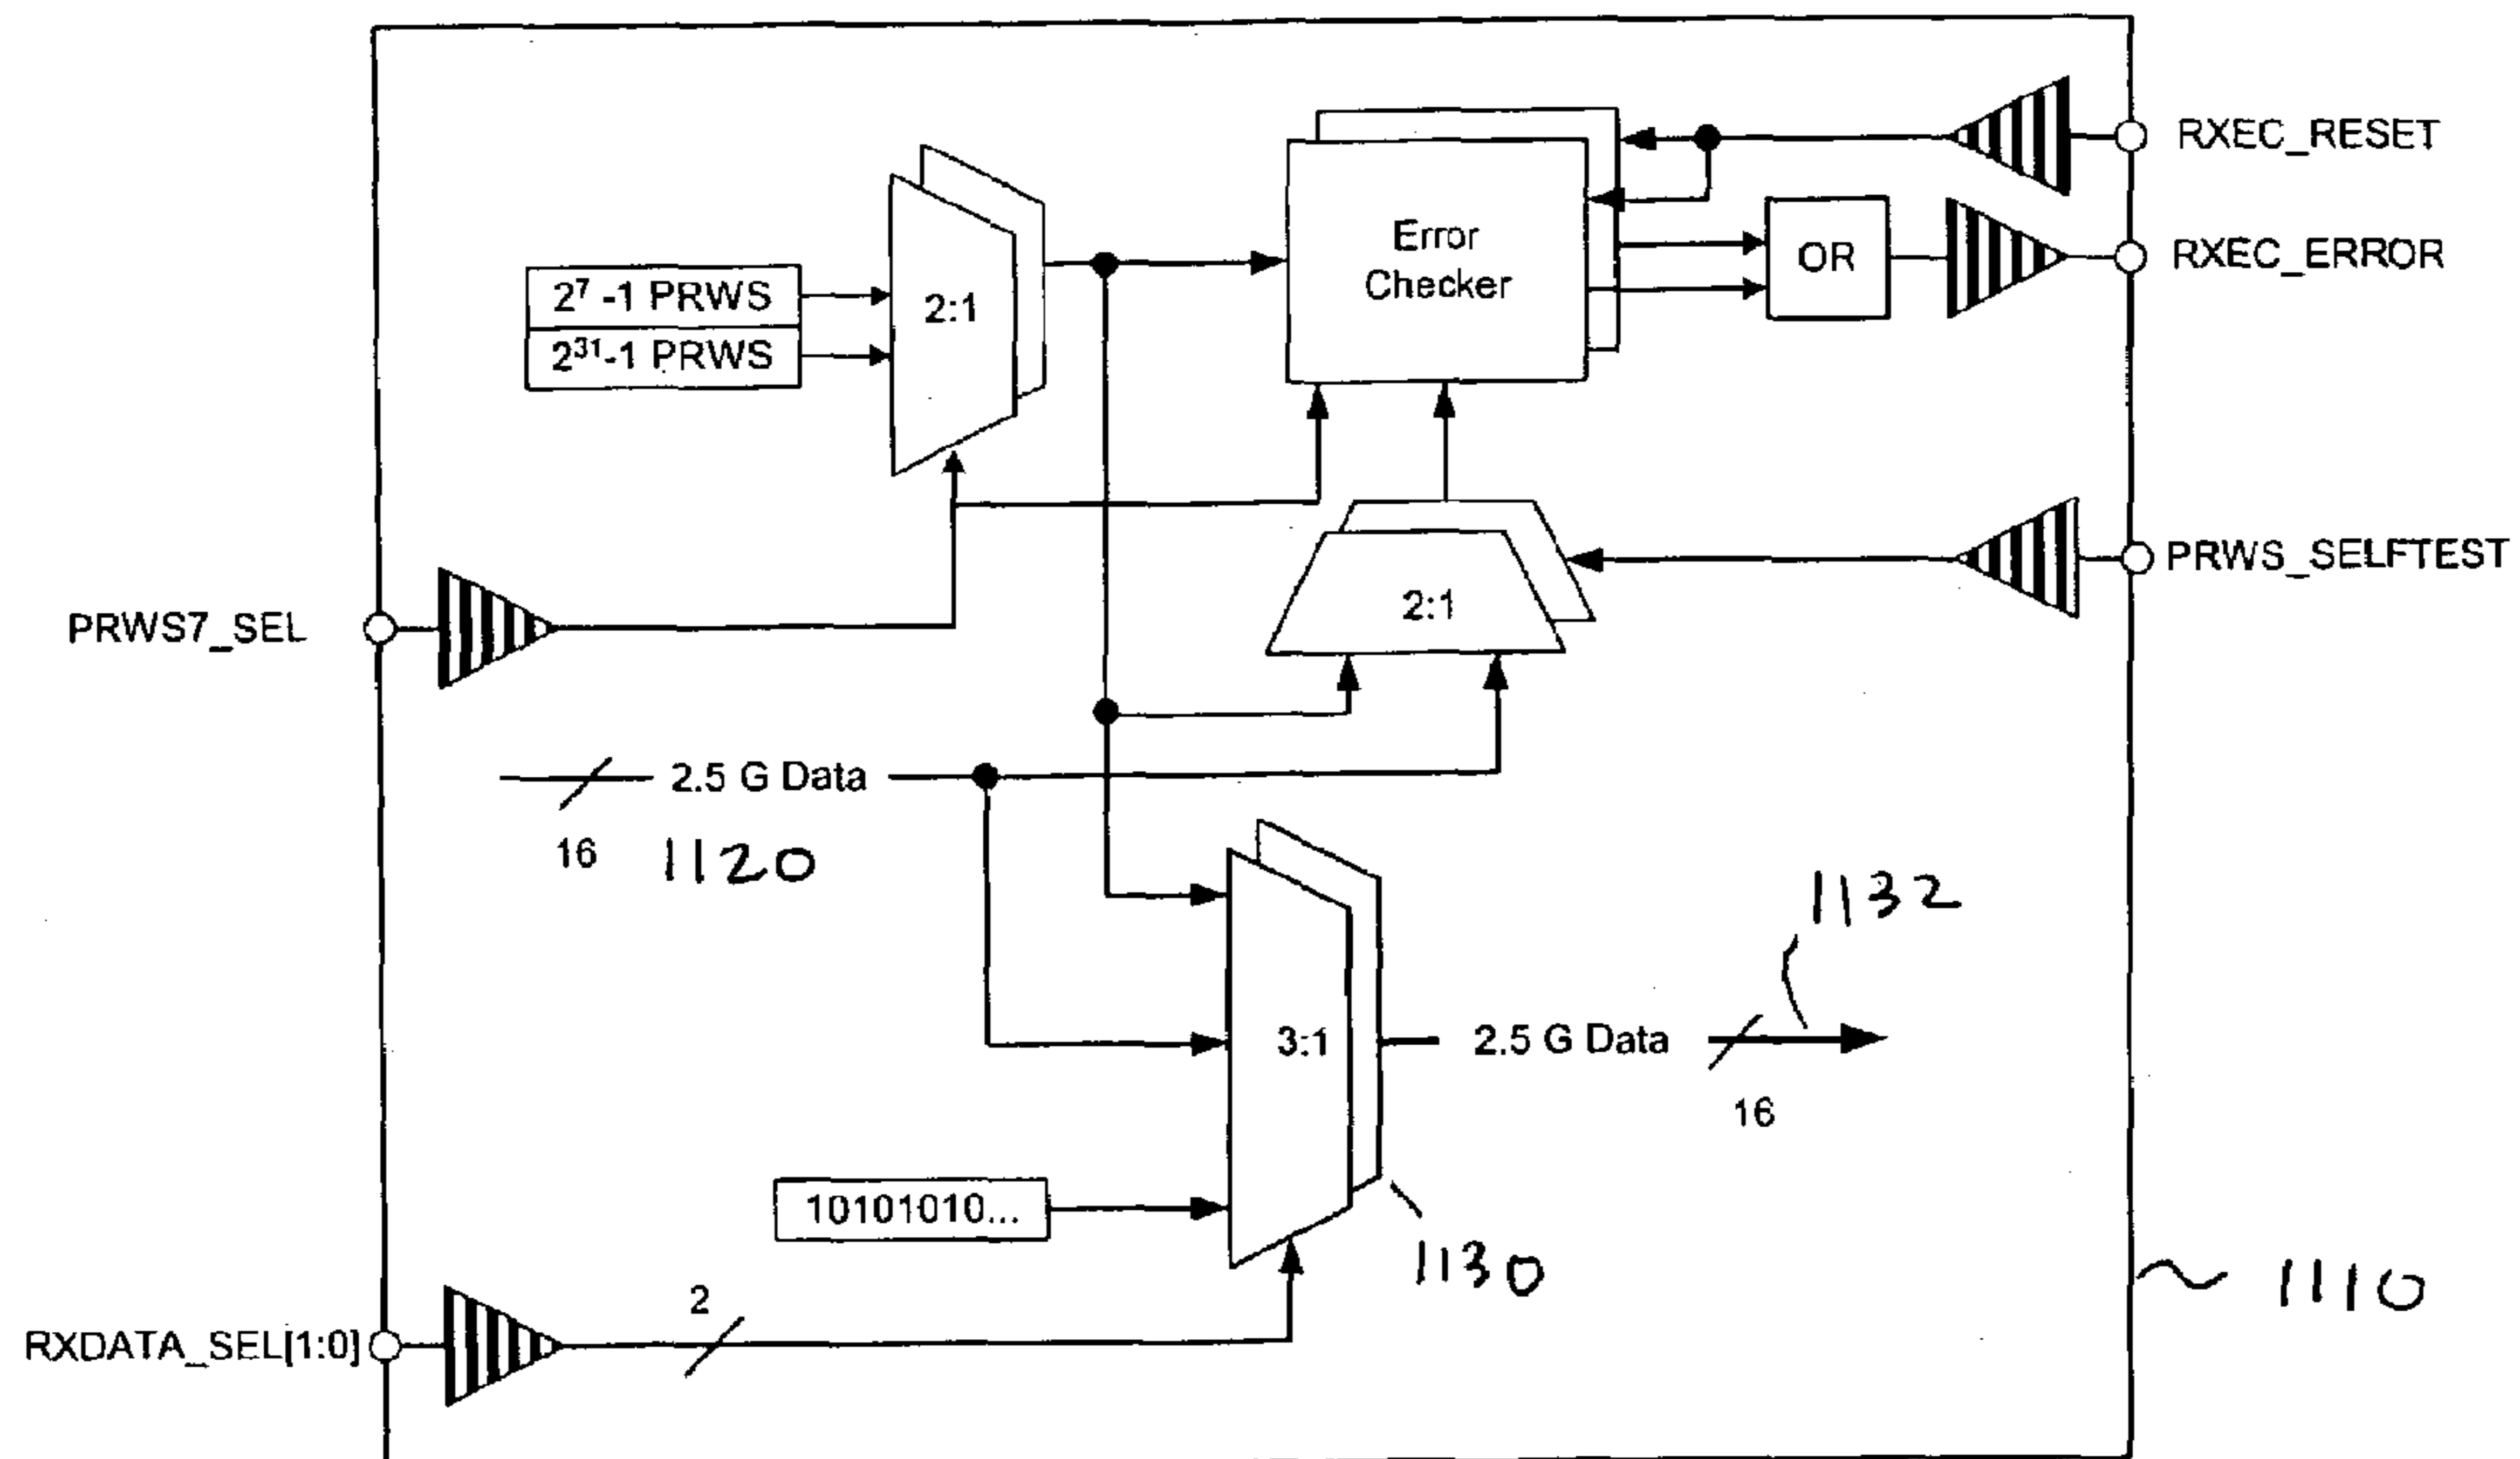 RXEC_RESET
Error
Checker
OR
RXEC_ERROR
2⁷ -1 PRWS
2:1
2³¹-1 PRWS
PRWS_SELFTEST
PRWS7_SEL
2:1
2.5 G Data
16
1120
1132
3:1
2.5 G Data
16
10101010...
1130
1110
2
RXDATA_SEL[1:0]